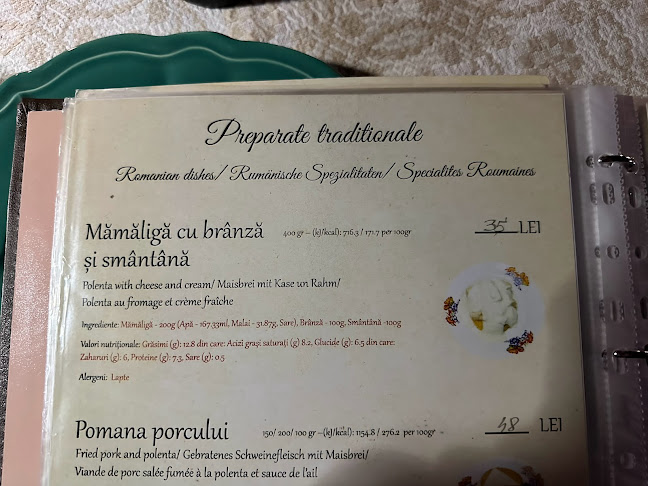 Preparate traditionale
Romanian dishes/ Rumänische Spezialitaten/ Specialites Roumaines
Mămăligă cu brânză 400 gr – (kJ/kcal): 716.3 / 171.7 per 100gr 35 LEI
și smântână
Polenta with cheese and cream/ Maisbrei mit Kase un Rahm/
Polenta au fromage et crème fraîche
Ingrediente: Mămăligă - 200g (Apă - 167.33ml, Malai - 31.87g, Sare), Brânză - 100g, Smântână -100g
Valori nutriționale: Grăsimi (g): 12.8 din care: Acizi grași saturați (g) 8.2, Glucide (g): 6.5 din care:
Zaharuri (g): 6, Proteine (g): 7.3, Sare (g): 0.5
Alergeni: Lapte
Pomana porcului 150/ 200/ 100 gr –(kJ/kcal): 1154.8 / 276.2 per 100gr 48 LEI
Fried pork and polenta/ Gebratenes Schweinefleisch mit Maisbrei/
Viande de porc salée fumée à la polenta et sauce de l'ail